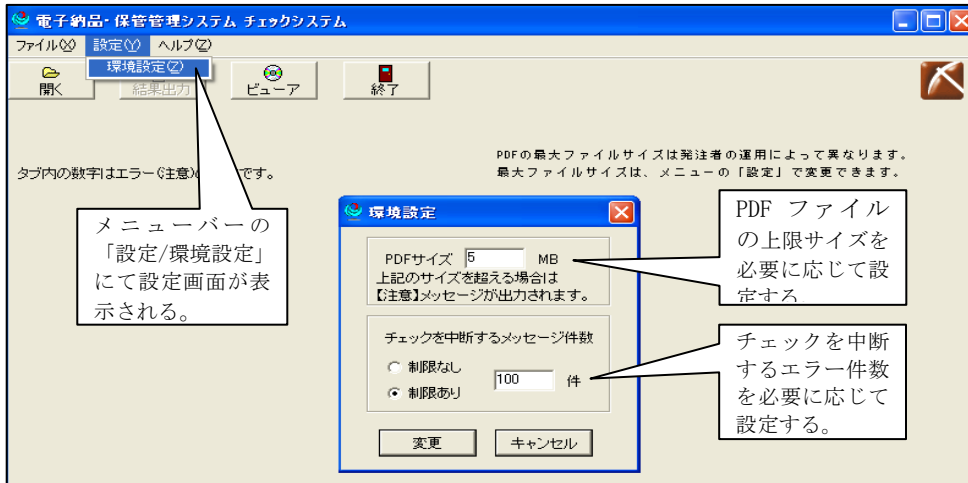 電子納品・保管管理システム チェックシステム
ファイル(X) 設定(Y) ヘルプ(Z)
環境設定(Z)
開く 結果出力 ビューア 終了
PDFの最大ファイルサイズは発注者の運用によって異なります。
最大ファイルサイズは、メニューの「設定」で変更できます。
タブ内の数字はエラー(注意)の です。
メニューバーの
「設定/環境設定」
にて設定画面が表
示される。
環境設定
PDFサイズ 5 MB
上記のサイズを超える場合は
【注意】メッセージが出力されます。
チェックを中断するメッセージ件数
制限なし
制限あり 100 件
変更 キャンセル
PDF ファイル
の上限サイズを
必要に応じて設
定する
チェックを中断
するエラー件数
を必要に応じて
設定する。